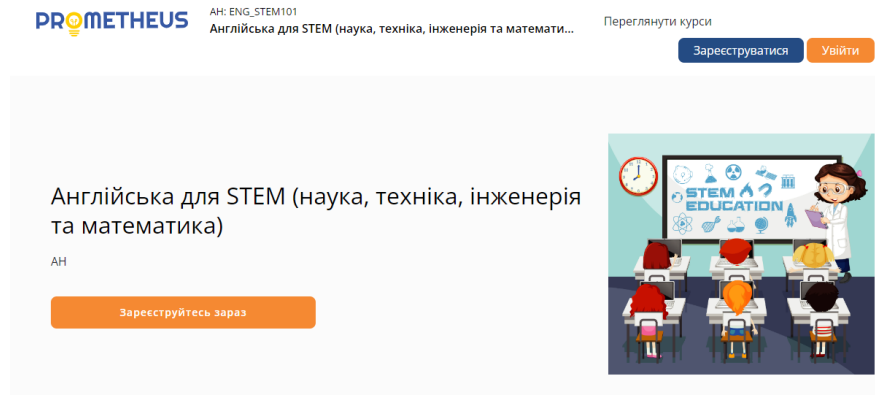 PROMETHEUS
AH: ENG_STEM101
Англійська для STEM (наука, техніка, інженерія та математи...
Переглянути курси
Зареєструватися
Увійти
Англійська для STEM (наука, техніка, інженерія
та математика)
АН
Зареєструйтесь зараз
STEM
EDUCATION